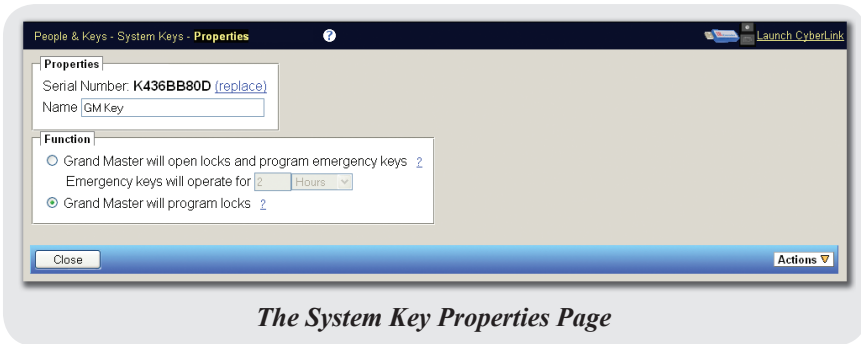 People & Keys - System Keys - Properties ? Launch CyberLink
Properties
Serial Number: K436BB80D (replace)
Name GM Key
Function
Grand Master will open locks and program emergency keys ?
Emergency keys will operate for 2 Hours
Grand Master will program locks ?
Close Actions
The System Key Properties Page